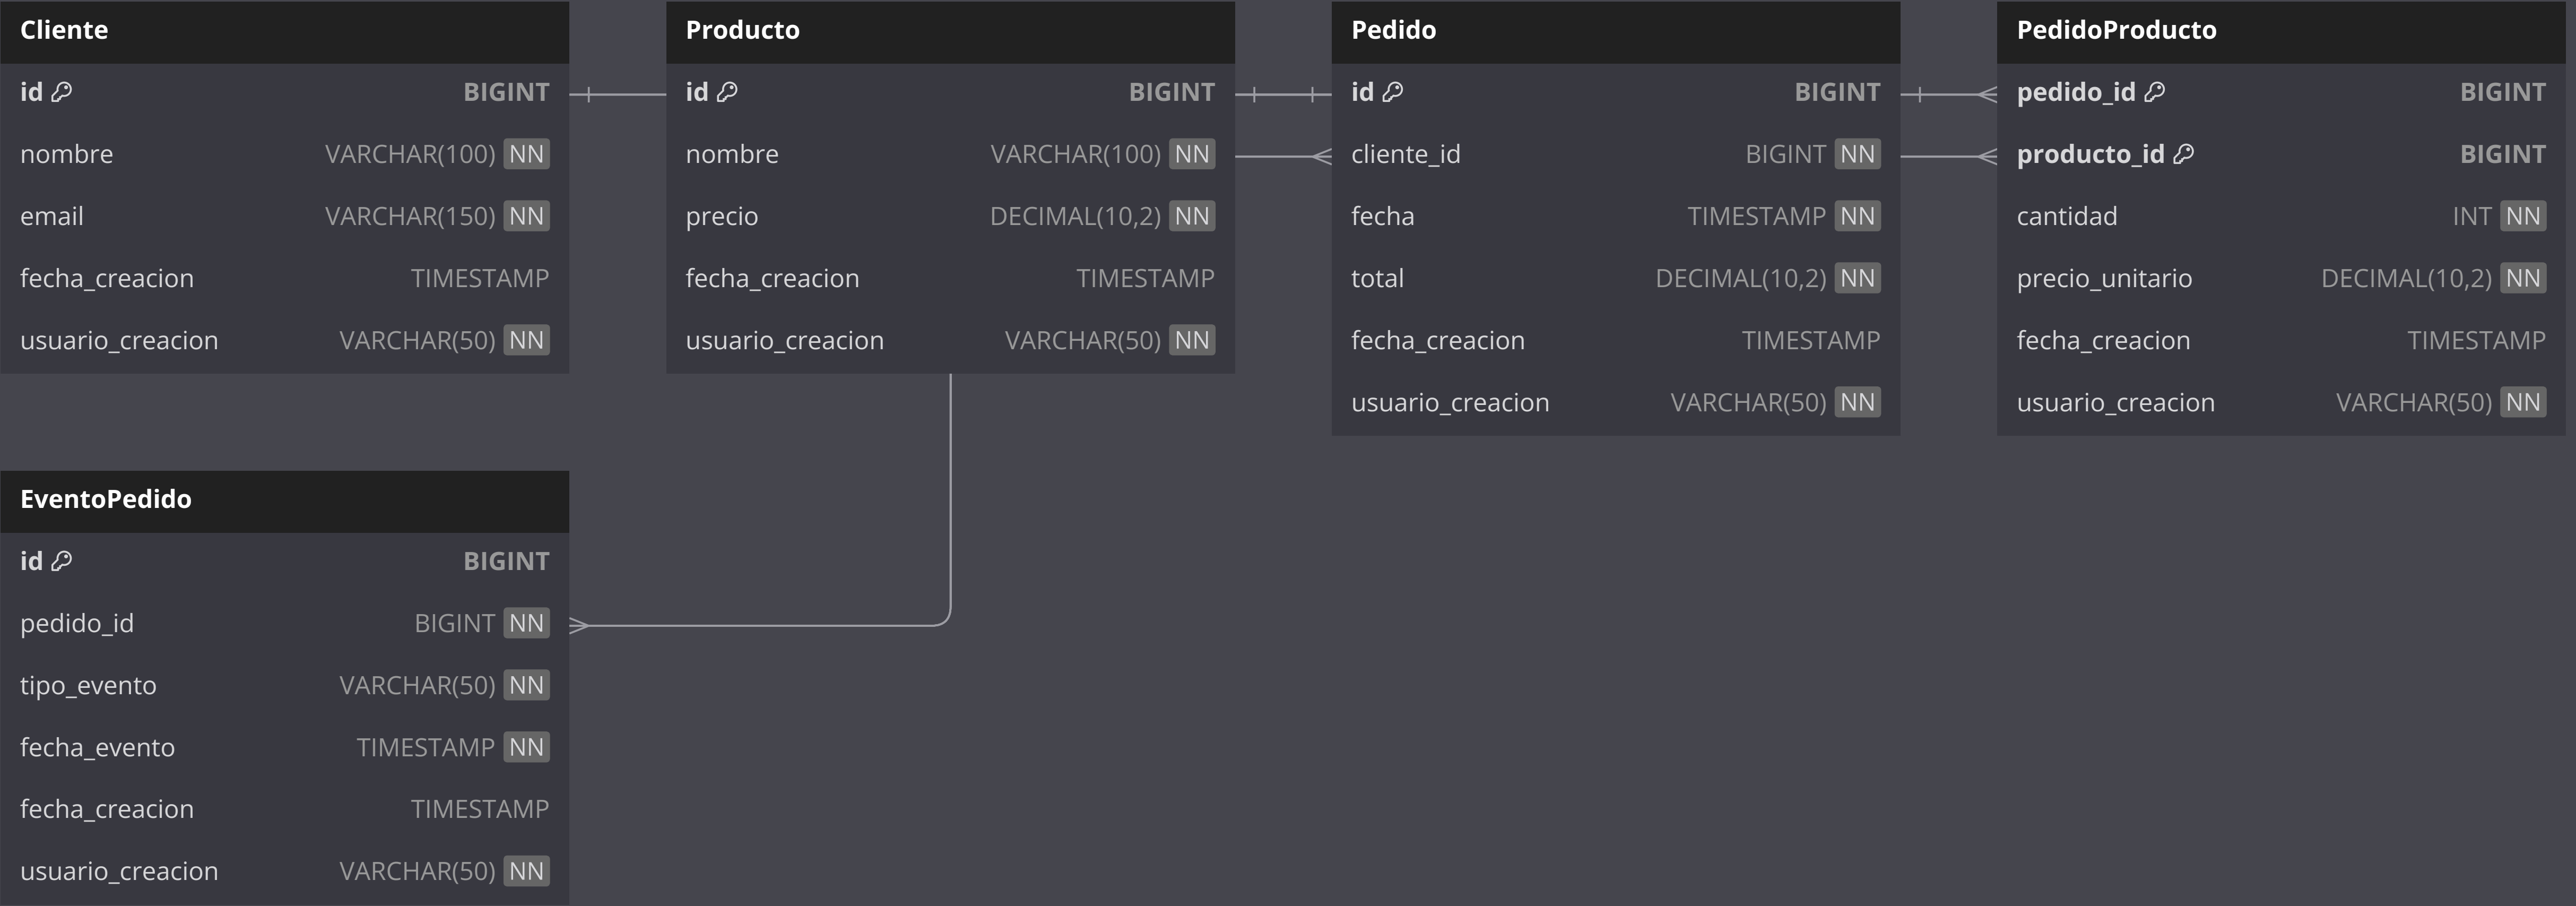 Cliente
id BIGINT
nombre VARCHAR(100) NN
email VARCHAR(150) NN
fecha_creacion TIMESTAMP
usuario_creacion VARCHAR(50) NN
Producto
id BIGINT
nombre VARCHAR(100) NN
precio DECIMAL(10,2) NN
fecha_creacion TIMESTAMP
usuario_creacion VARCHAR(50) NN
Pedido
id BIGINT
cliente_id BIGINT NN
fecha TIMESTAMP NN
total DECIMAL(10,2) NN
fecha_creacion TIMESTAMP
usuario_creacion VARCHAR(50) NN
PedidoProducto
pedido_id BIGINT
producto_id BIGINT
cantidad INT NN
precio_unitario DECIMAL(10,2) NN
fecha_creacion TIMESTAMP
usuario_creacion VARCHAR(50) NN
EventoPedido
id BIGINT
pedido_id BIGINT NN
tipo_evento VARCHAR(50) NN
fecha_evento TIMESTAMP NN
fecha_creacion TIMESTAMP
usuario_creacion VARCHAR(50) NN